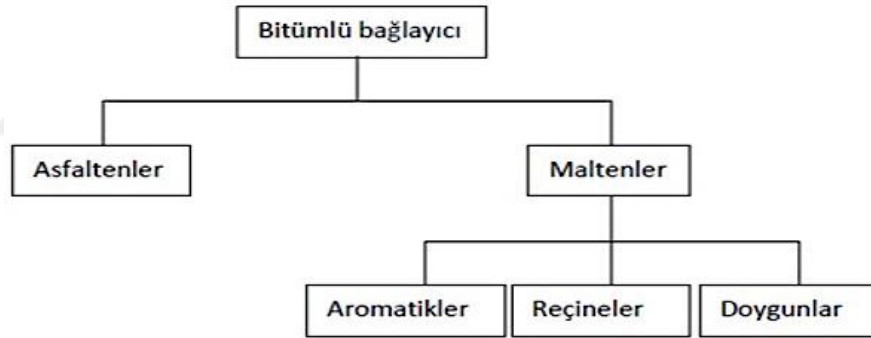 Bitümlü bağlayıcı
Asfaltenler
Maltenler
Aromatikler
Reçineler
Doygunlar